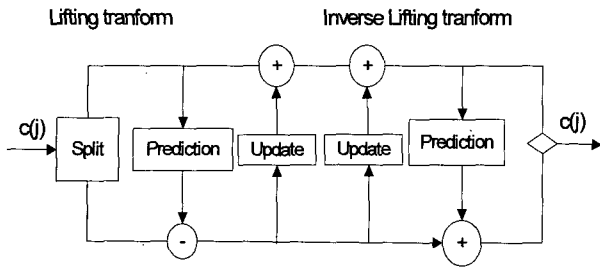 Lifting tranform
Inverse Lifting tranform
+
+
c(j)
Split
Prediction
Update
Update
Prediction
c(j)
-
+